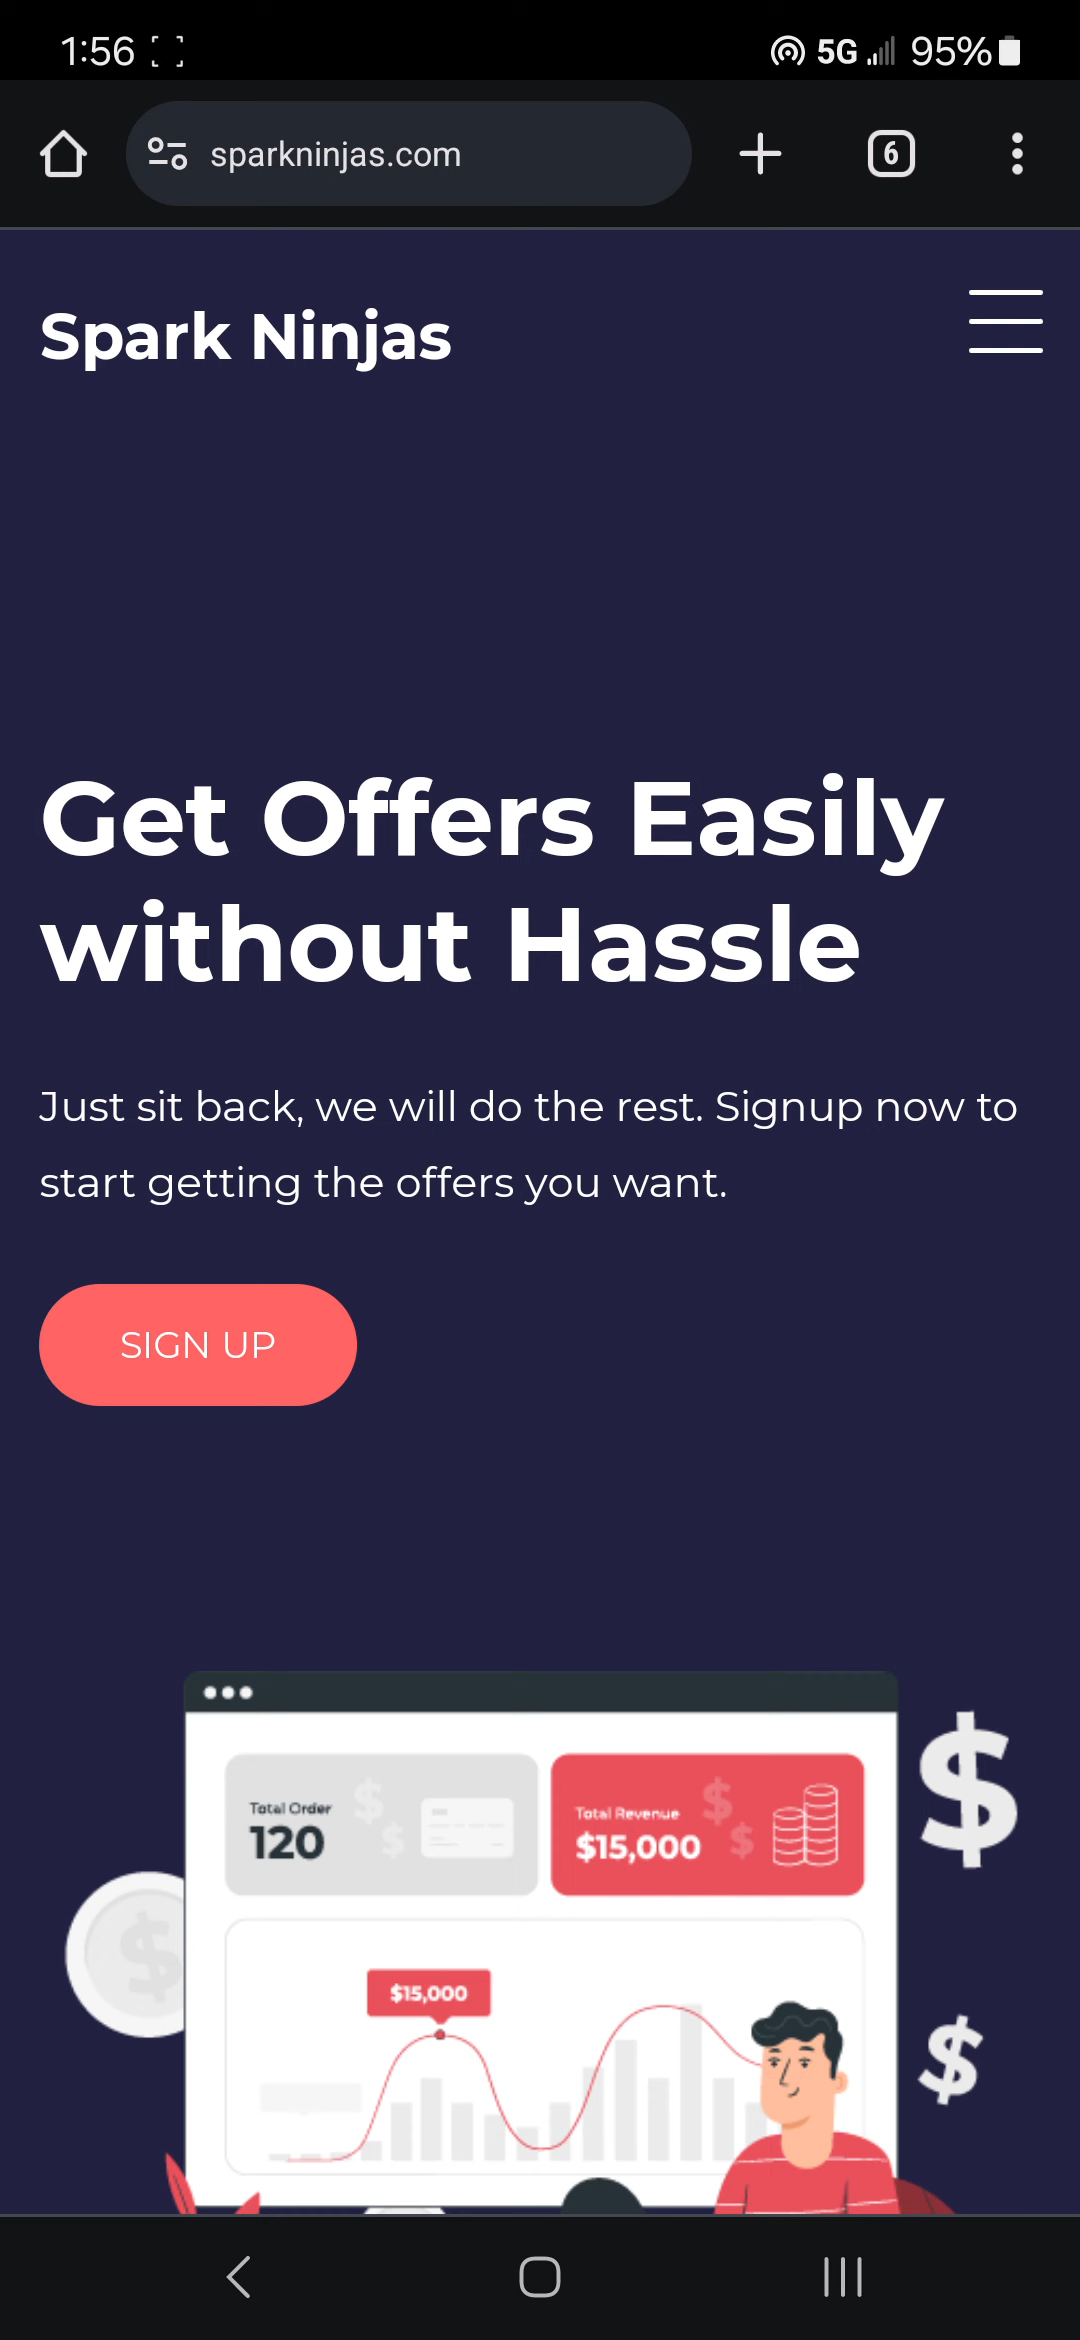 1:56
5G 95%
sparkninjas.com
6
Spark Ninjas
Get Offers Easily
without Hassle
Just sit back, we will do the rest. Signup now to
start getting the offers you want.
SIGN UP
Total Order
120
Total Revenue
$15,000
$15,000